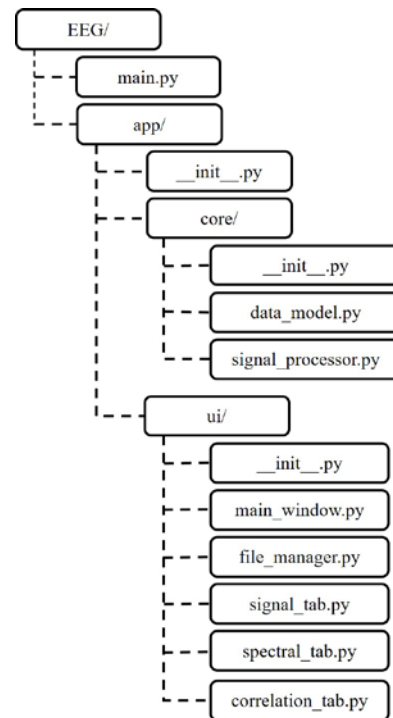 EEG/
main.py
app/
__init__.py
core/
__init__.py
data_model.py
signal_processor.py
ui/
__init__.py
main_window.py
file_manager.py
signal_tab.py
spectral_tab.py
correlation_tab.py